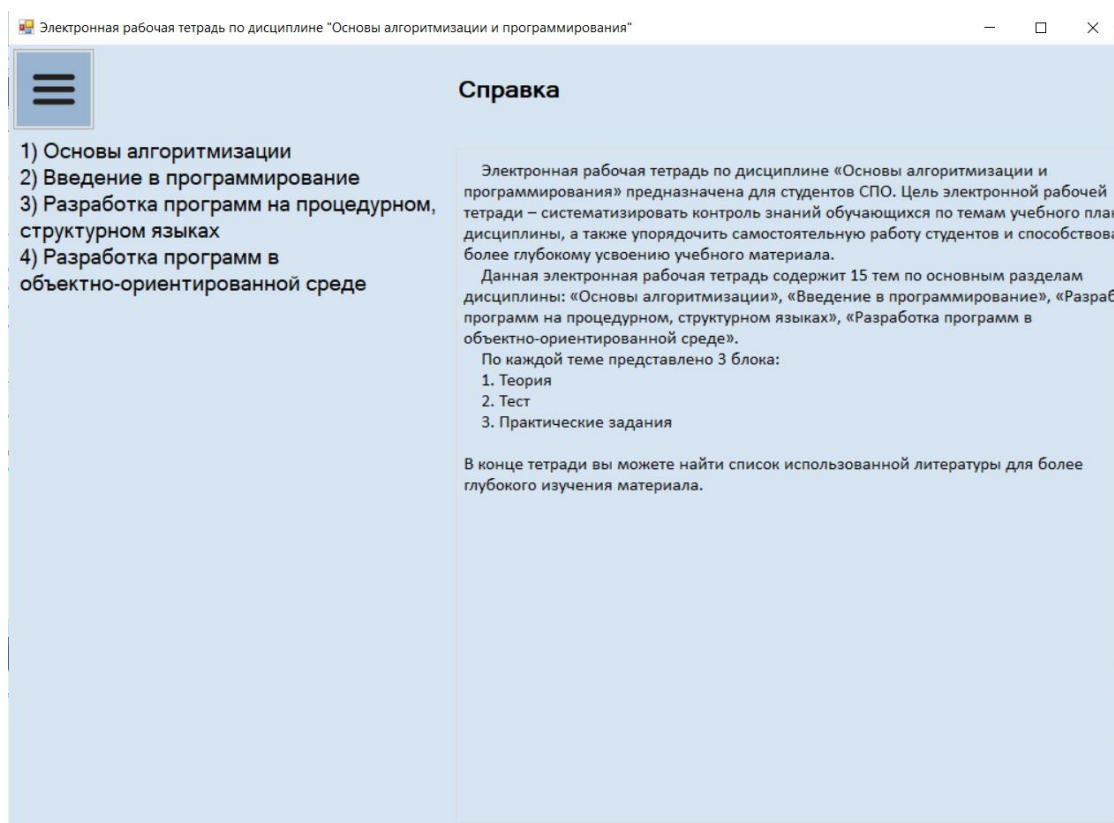 Электронная рабочая тетрадь по дисциплине "Основы алгоритмизации и программирования"
Справка
1) Основы алгоритмизации
2) Введение в программирование
3) Разработка программ на процедурном,
структурном языках
4) Разработка программ в
объектно-ориентированной среде
Электронная рабочая тетрадь по дисциплине «Основы алгоритмизации и
программирования» предназначена для студентов СПО. Цель электронной рабочей
тетради – систематизировать контроль знаний обучающихся по темам учебного
дисциплины, а также упорядочить самостоятельную работу студентов и
более глубокому усвоению учебного материала.
Данная электронная рабочая тетрадь содержит 15 тем по основным разделам
дисциплины: «Основы алгоритмизации», «Введение в программирование»,
программ на процедурном, структурном языках», «Разработка программ в
объектно-ориентированной среде».
По каждой теме представлено 3 блока:
1. Теория
2. Тест
3. Практические задания
В конце тетради вы можете найти список использованной литературы для более
глубокого изучения материала.